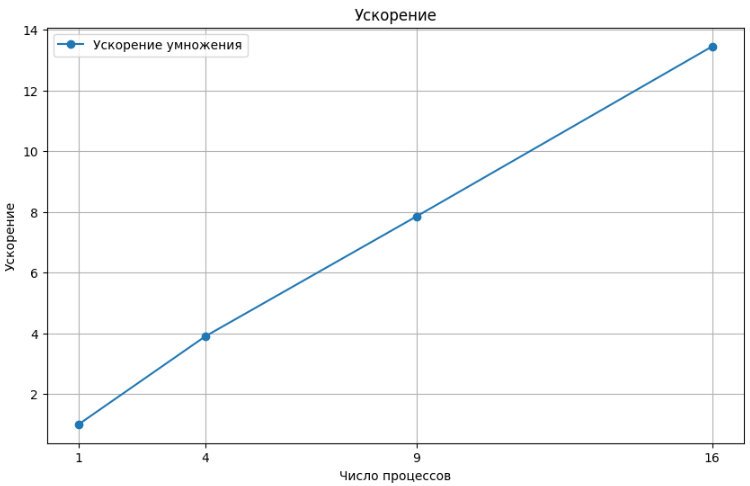 Ускорение
Ускорение умножения
14
12
10
8
6
4
2
Ускорение
1 4 9 16
Число процессов